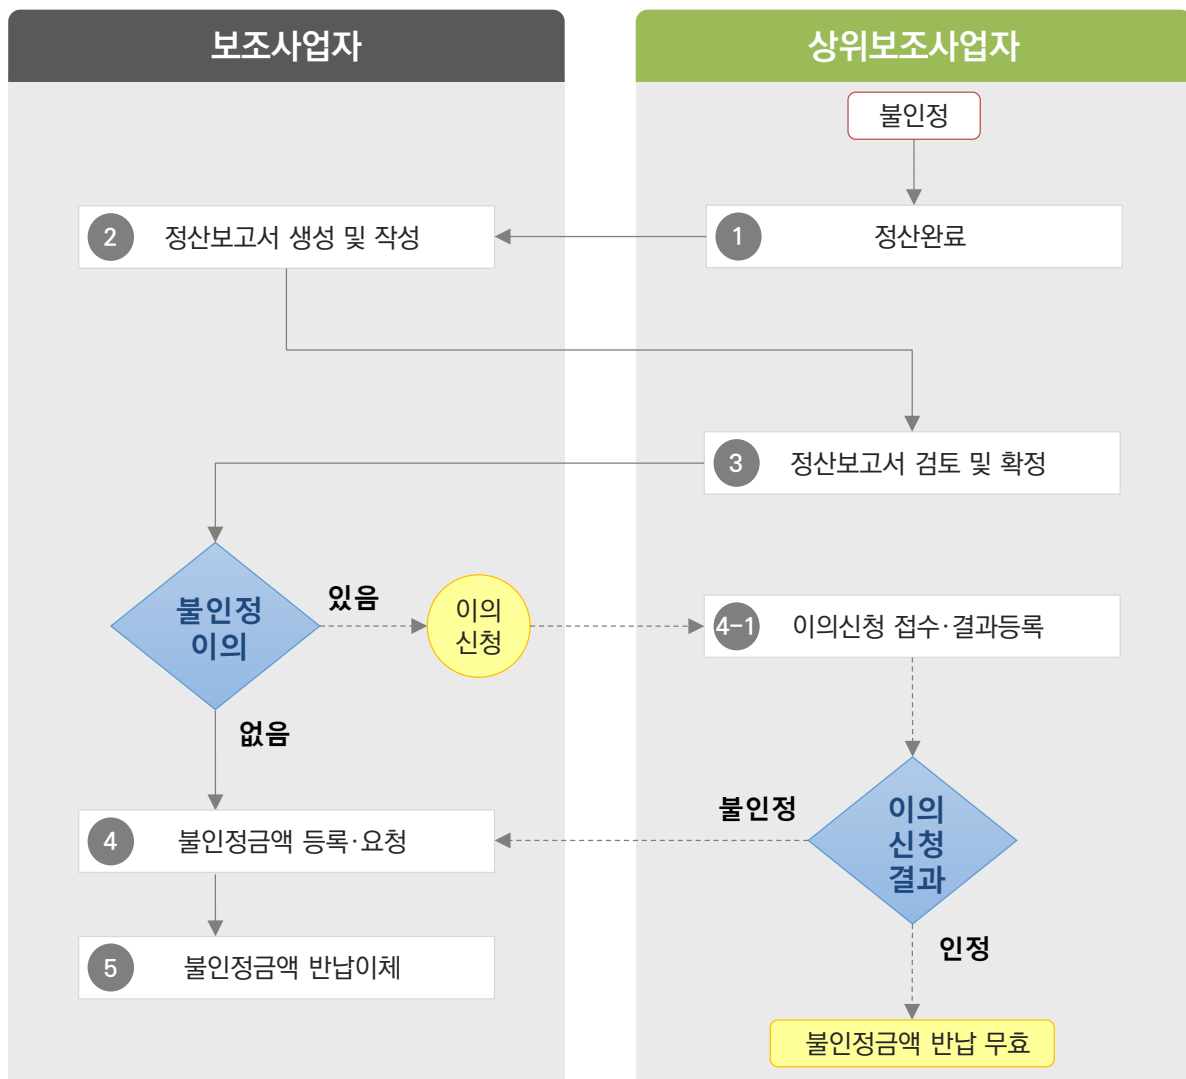 보조사업자
상위보조사업자
불인정
2 정산보고서 생성 및 작성
1 정산완료
3 정산보고서 검토 및 확정
불인정
이의
있음
이의
신청
4-1 이의신청 접수·결과등록
없음
불인정
이의
신청
결과
4 불인정금액 등록·요청
인정
5 불인정금액 반납이체
불인정금액 반납 무효